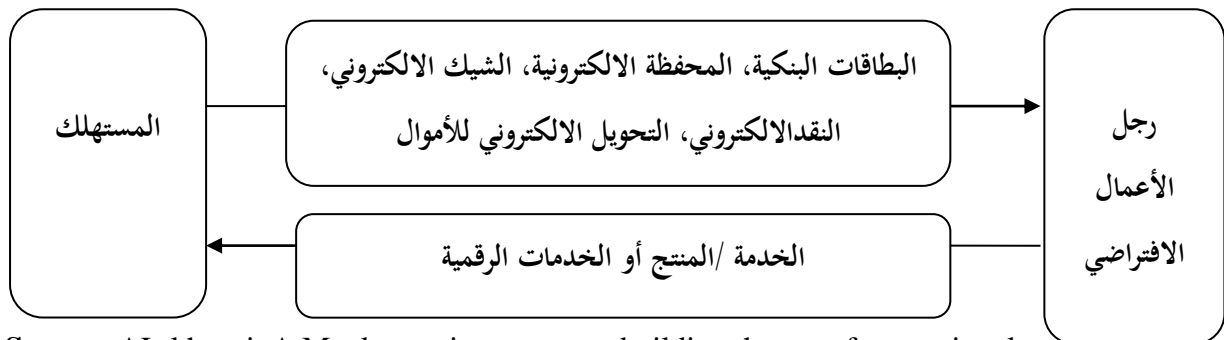 رجل
الأعمال
الافتراضي
البطاقات البنكية، المحفظة الالكترونية، الشيك الالكتروني،
النقدالالكتروني، التحويل الالكتروني للأموال
المستهلك
الخدمة /المنتج أو الخدمات الرقمية